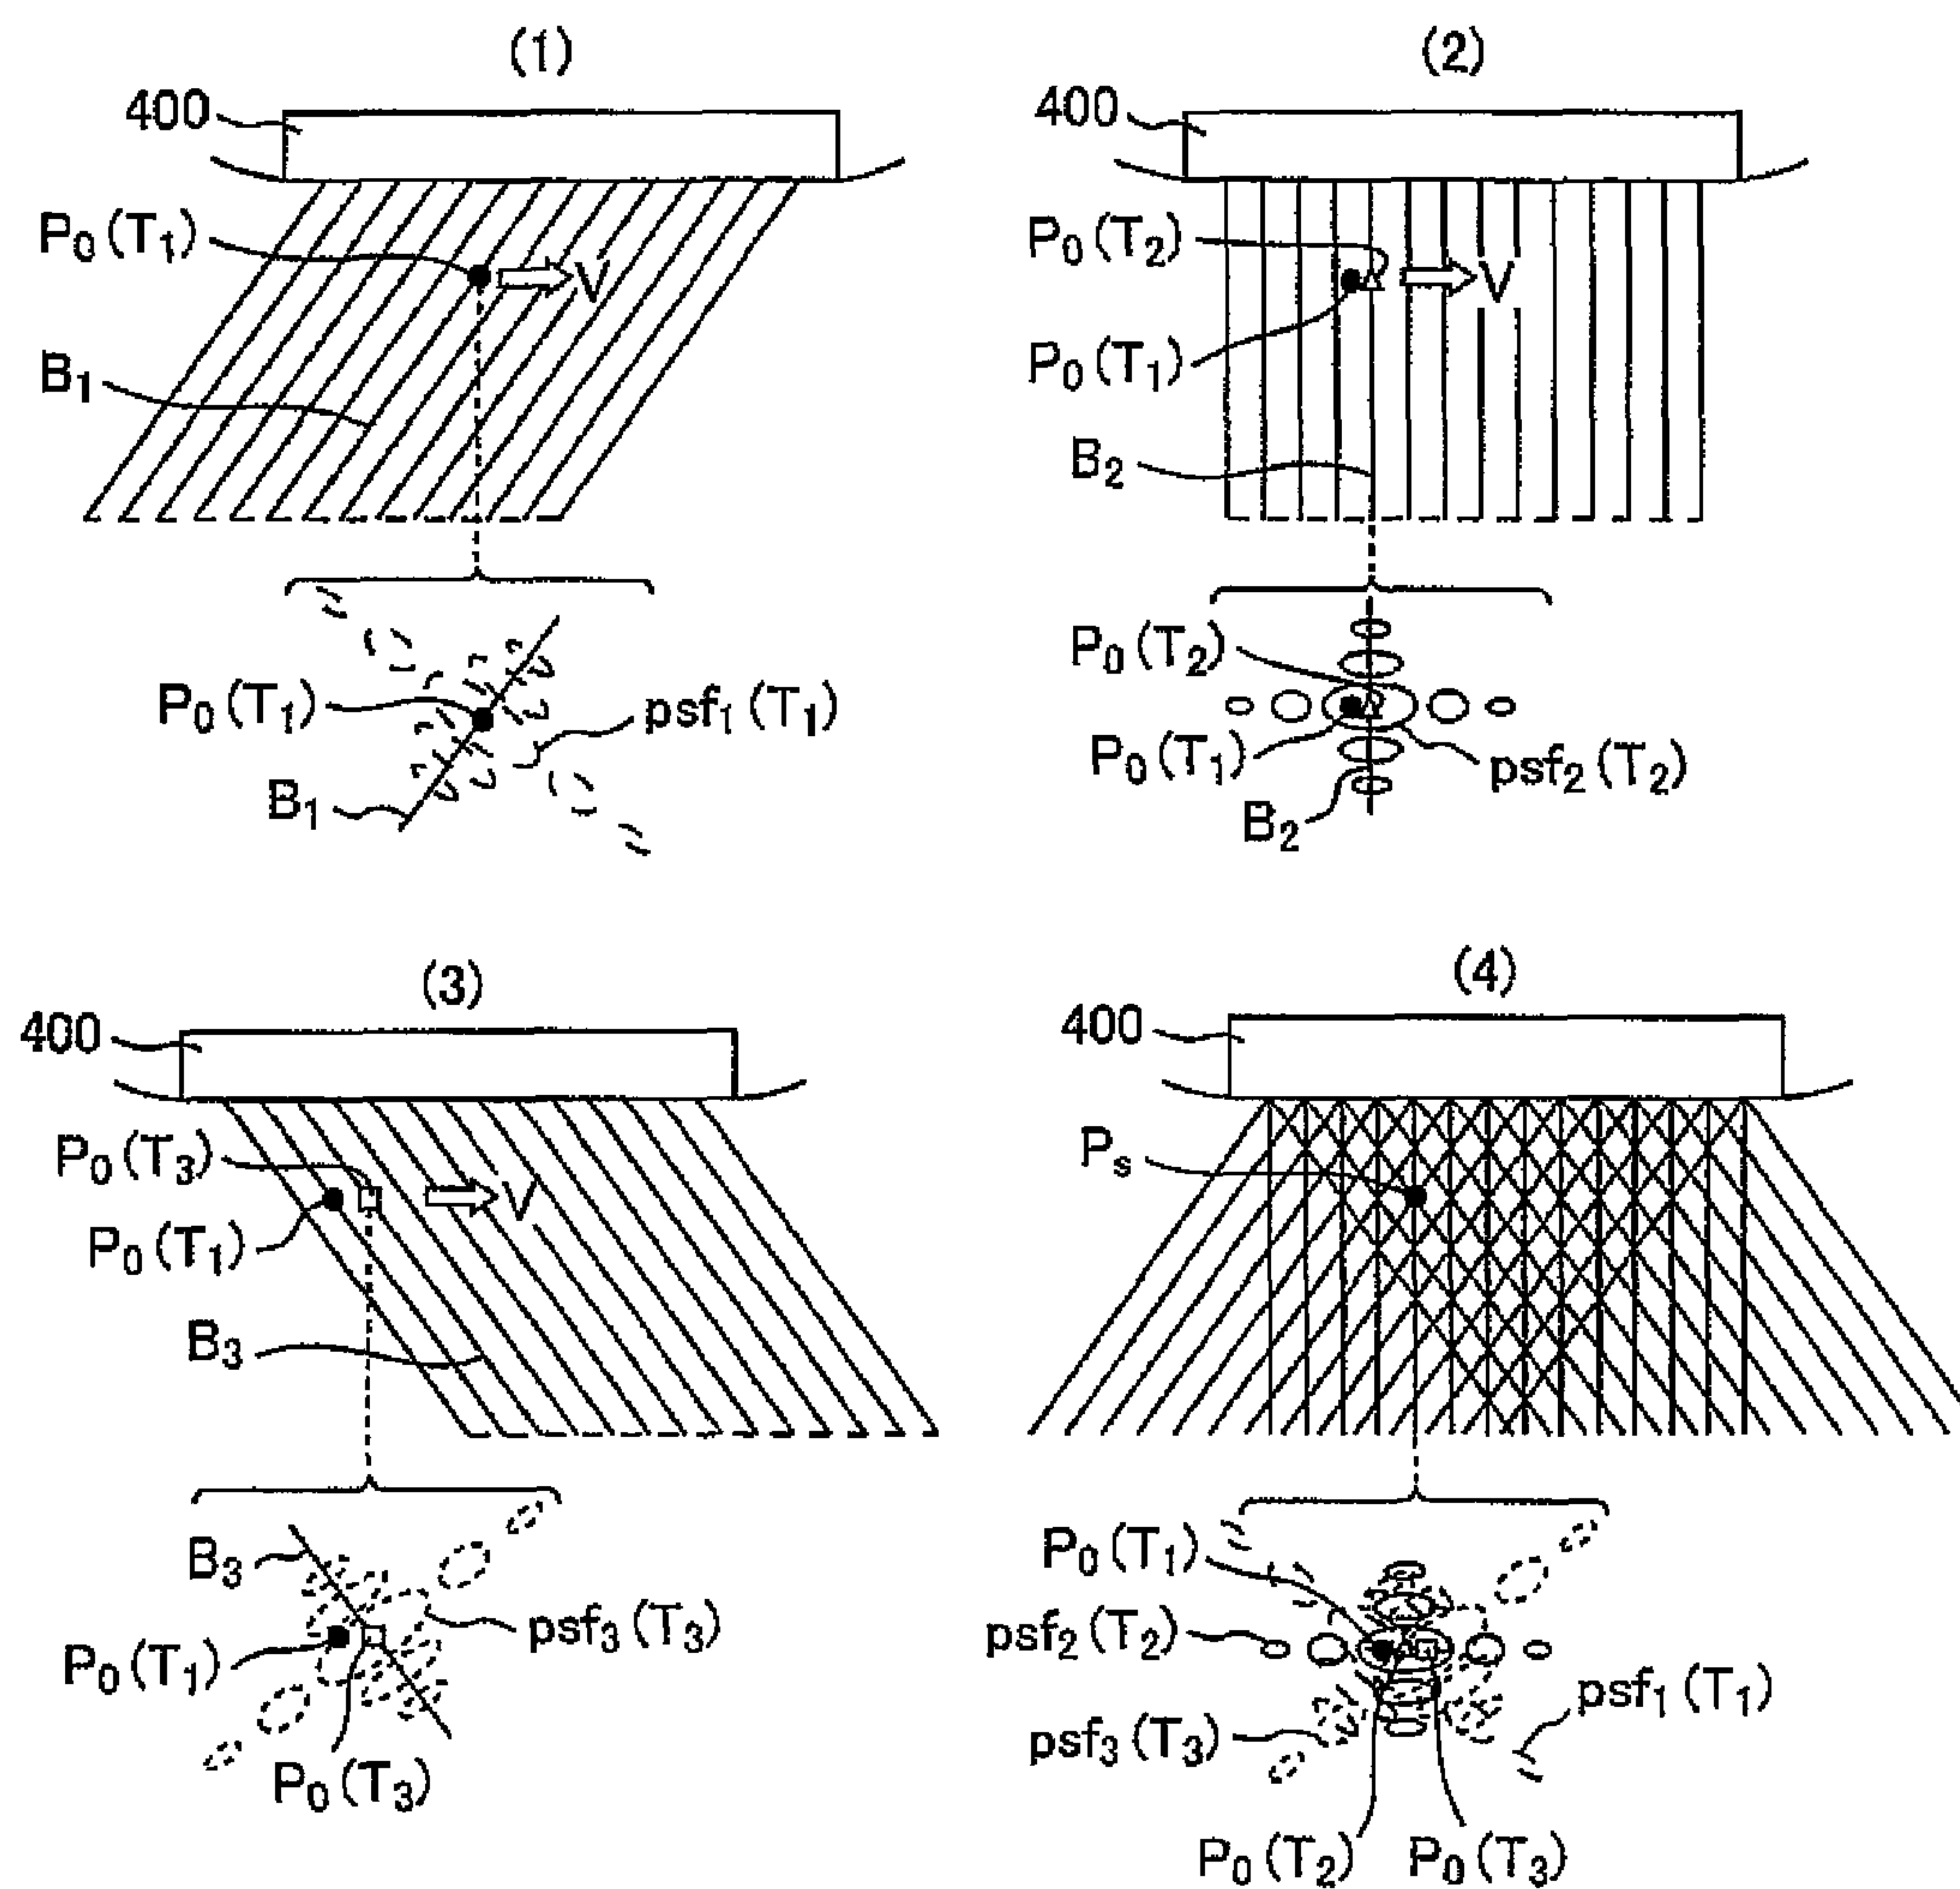 (1)
400
P₀(T₁)
V
B₁
P₀(T₁)
psf₁(T₁)
B₁
(2)
400
P₀(T₂)
V
P₀(T₁)
B₂
P₀(T₂)
P₀(T₁)
psf₂(T₂)
B₂
(3)
400
P₀(T₃)
V
P₀(T₁)
B₃
B₃
psf₃(T₃)
P₀(T₁)
P₀(T₃)
(4)
400
Pₛ
P₀(T₁)
psf₂(T₂)
psf₁(T₁)
psf₃(T₃)
P₀(T₂)
P₀(T₃)